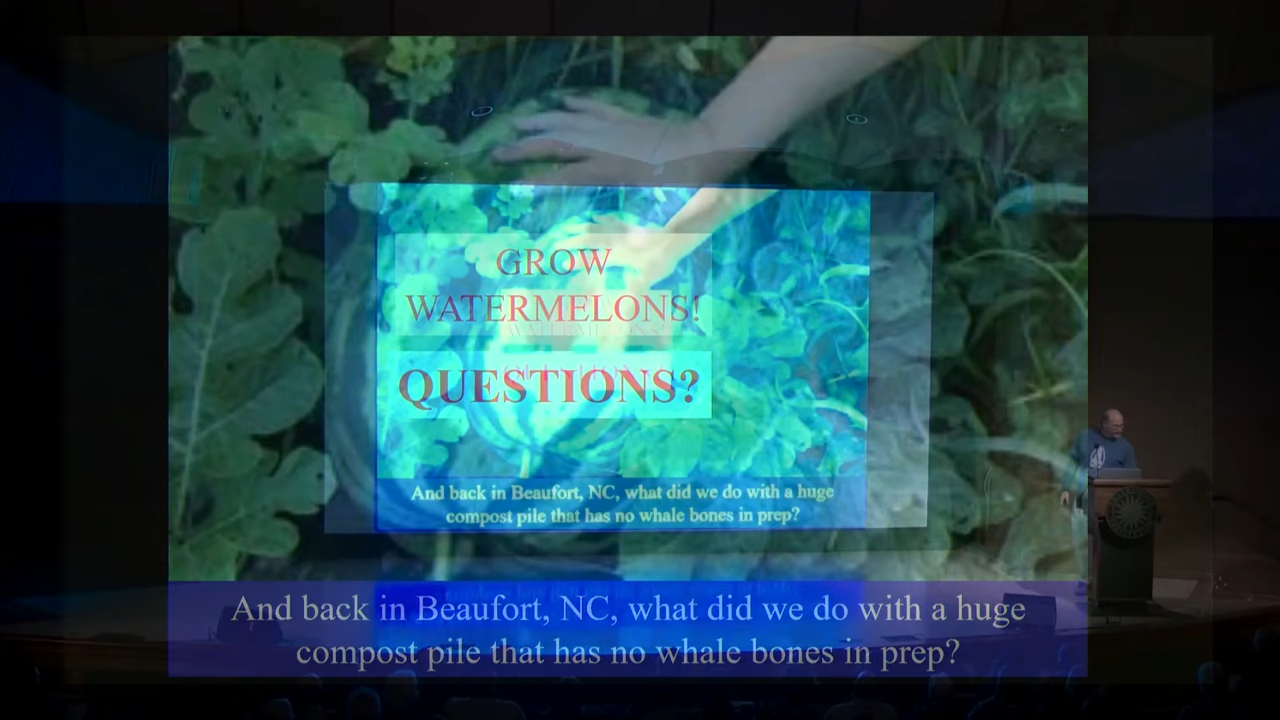 GROW
WATERMELONS!
QUESTIONS?
And back in Beaufort, NC, what did we do with a huge
compost pile that has no whale bones in prep?
And back in Beaufort, NC, what did we do with a huge
compost pile that has no whale bones in prep?